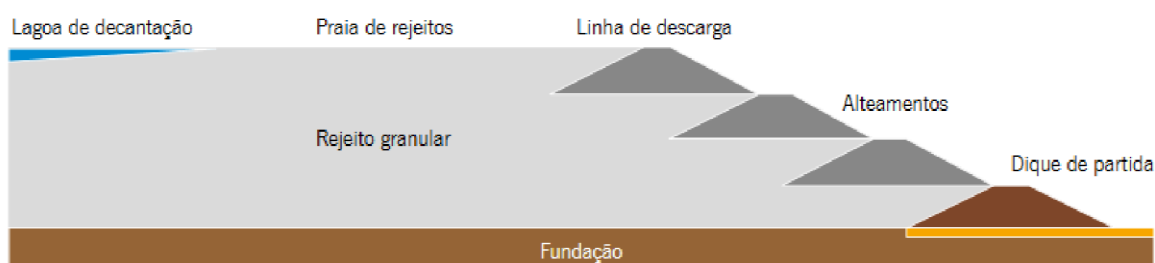 Lagoa de decantação
Praia de rejeitos
Linha de descarga
Alteamentos
Rejeito granular
Dique de partida
Fundação